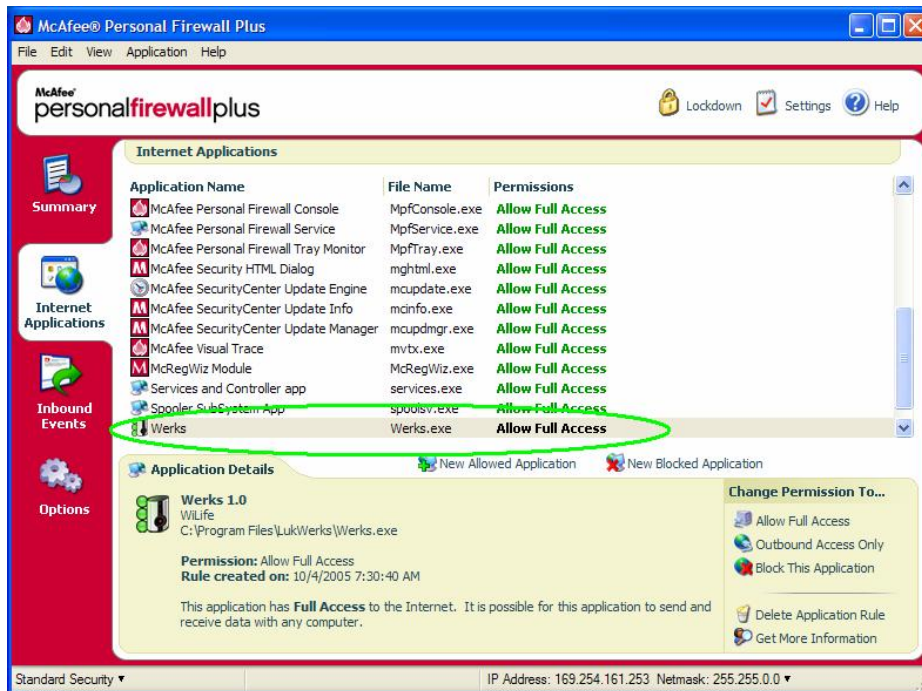 McAfee® Personal Firewall Plus
File Edit View Application Help
McAfee®
personalfirewallplus
Lockdown Settings Help
Internet Applications
Application Name File Name Permissions
McAfee Personal Firewall Console MpfConsole.exe Allow Full Access
McAfee Personal Firewall Service MpfService.exe Allow Full Access
McAfee Personal Firewall Tray Monitor MpfTray.exe Allow Full Access
McAfee Security HTML Dialog mghtml.exe Allow Full Access
McAfee SecurityCenter Update Engine mcupdate.exe Allow Full Access
McAfee SecurityCenter Update Info mcinfo.exe Allow Full Access
McAfee SecurityCenter Update Manager mcupdmgr.exe Allow Full Access
McAfee Visual Trace mvtx.exe Allow Full Access
McRegWiz Module McRegWiz.exe Allow Full Access
Services and Controller app services.exe Allow Full Access
Spooler SubSystem App spoolsv.exe Allow Full Access
Werks Werks.exe Allow Full Access
Summary
Internet
Applications
Inbound
Events
Options
New Allowed Application New Blocked Application
Application Details
Werks 1.0
WiLife
C:\Program Files\LukWerks\Werks.exe
Permission: Allow Full Access
Rule created on: 10/4/2005 7:30:40 AM
This application has Full Access to the Internet. It is possible for this application to send and
receive data with any computer.
Change Permission To...
Allow Full Access
Outbound Access Only
Block This Application
Delete Application Rule
Get More Information
Standard Security IP Address: 169.254.161.253 Netmask: 255.255.0.0